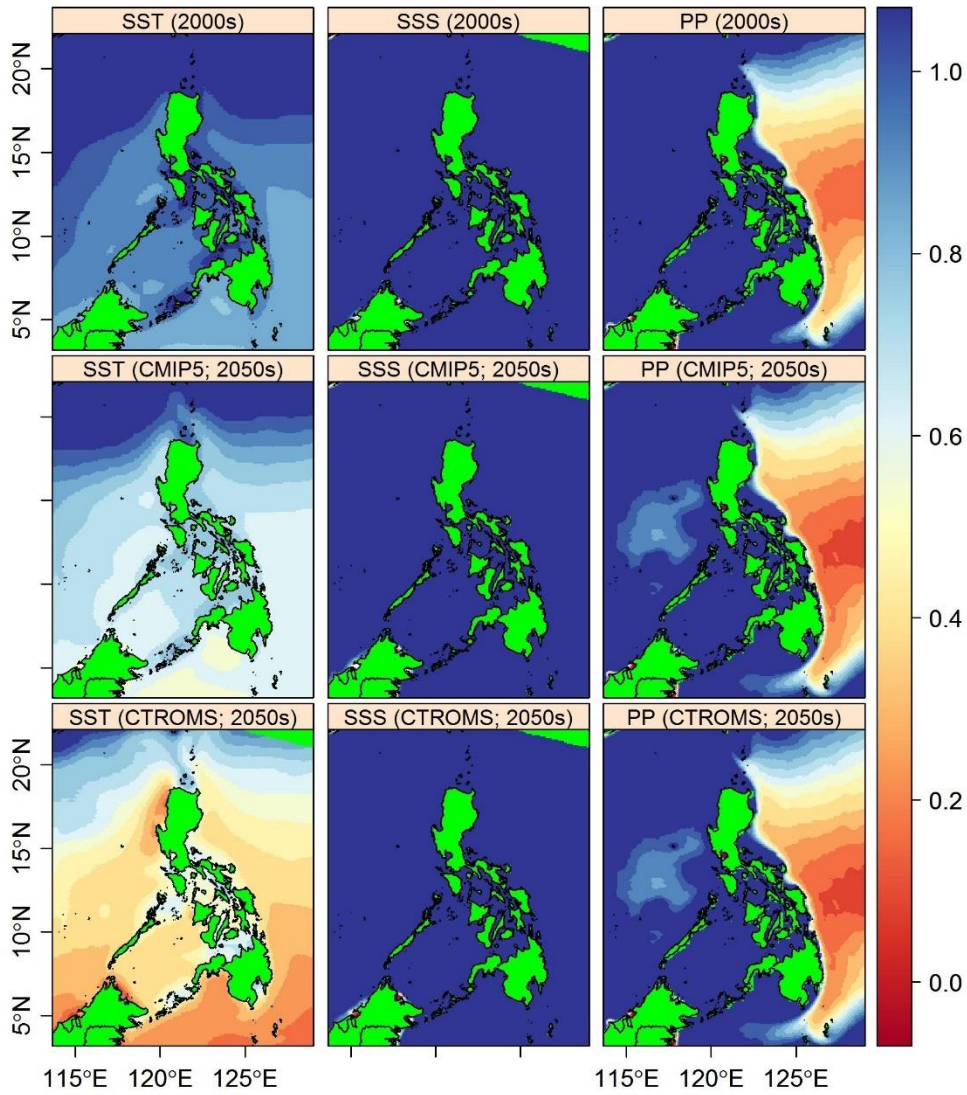 SST (2000s) SSS (2000s) PP (2000s)
20°N
15°N
10°N
5°N
SST (CMIP5; 2050s) SSS (CMIP5; 2050s) PP (CMIP5; 2050s)
SST (CTROMS; 2050s) SSS (CTROMS; 2050s) PP (CTROMS; 2050s)
20°N
15°N
10°N
5°N
115°E 120°E 125°E 115°E 120°E 125°E
1.0
0.8
0.6
0.4
0.2
0.0